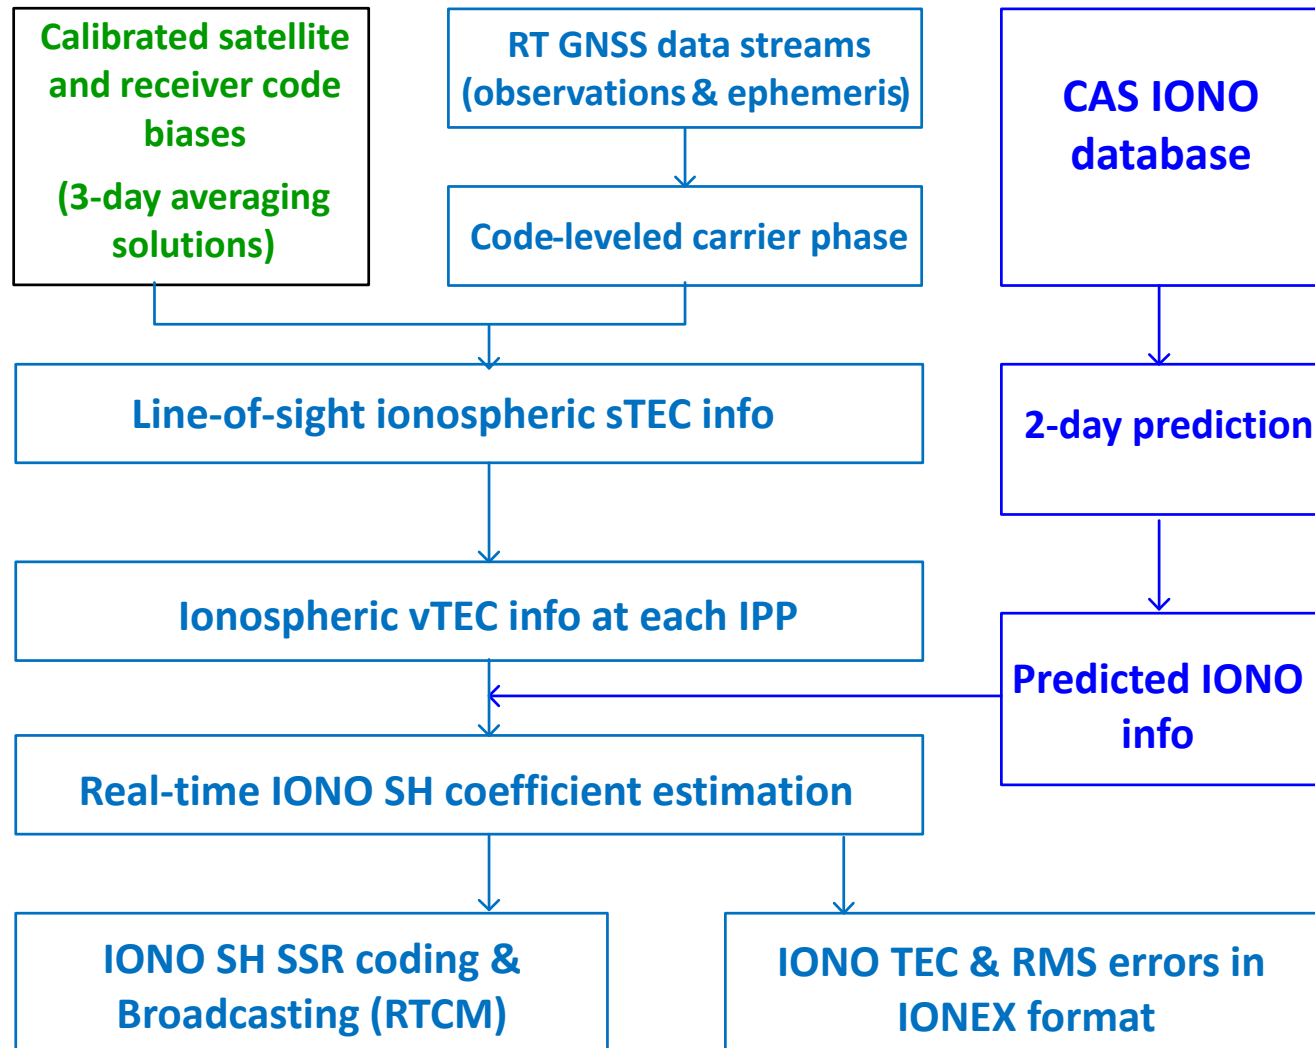 Calibrated satellite
and receiver code
biases
(3-day averaging
solutions)
RT GNSS data streams
(observations & ephemeris)
CAS IONO
database
Code-leveled carrier phase
Line-of-sight ionospheric sTEC info
2-day prediction
Ionospheric vTEC info at each IPP
Predicted IONO
info
Real-time IONO SH coefficient estimation
IONO SH SSR coding &
Broadcasting (RTCM)
IONO TEC & RMS errors in
IONEX format